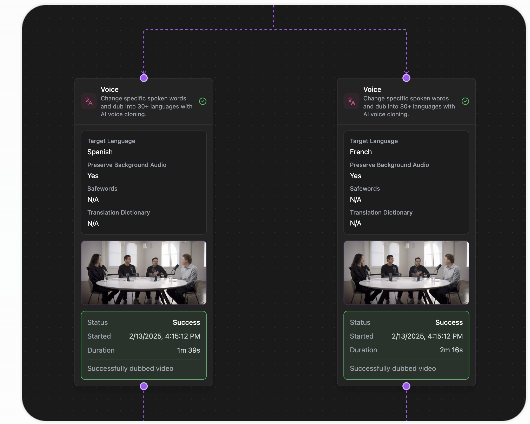 Voice
Change specific spoken words
and dub into 30+ languages with
AI voice cloning.
Target Language
Spanish
Preserve Background Audio
Yes
Safewords
N/A
Translation Dictionary
N/A
Status Success
Started 2/13/2025, 4:15:12 PM
Duration 1m 39s
Successfully dubbed video
Voice
Change specific spoken words
and dub into 30+ languages with
AI voice cloning.
Target Language
French
Preserve Background Audio
Yes
Safewords
N/A
Translation Dictionary
N/A
Status Success
Started 2/13/2025, 4:15:12 PM
Duration 2m 16s
Successfully dubbed video